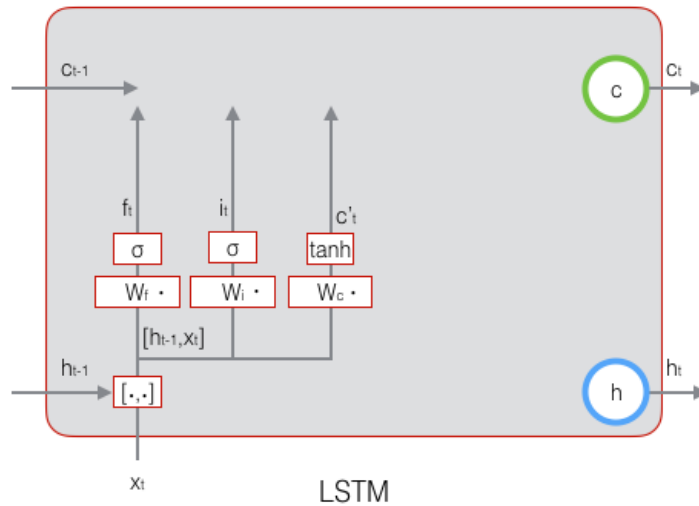 Ct-1
Ct
c
ft
it
c't
σ
σ
tanh
Wf ·
Wi ·
Wc ·
[ht-1,xt]
ht-1
ht
[·,·]
h
xt
LSTM